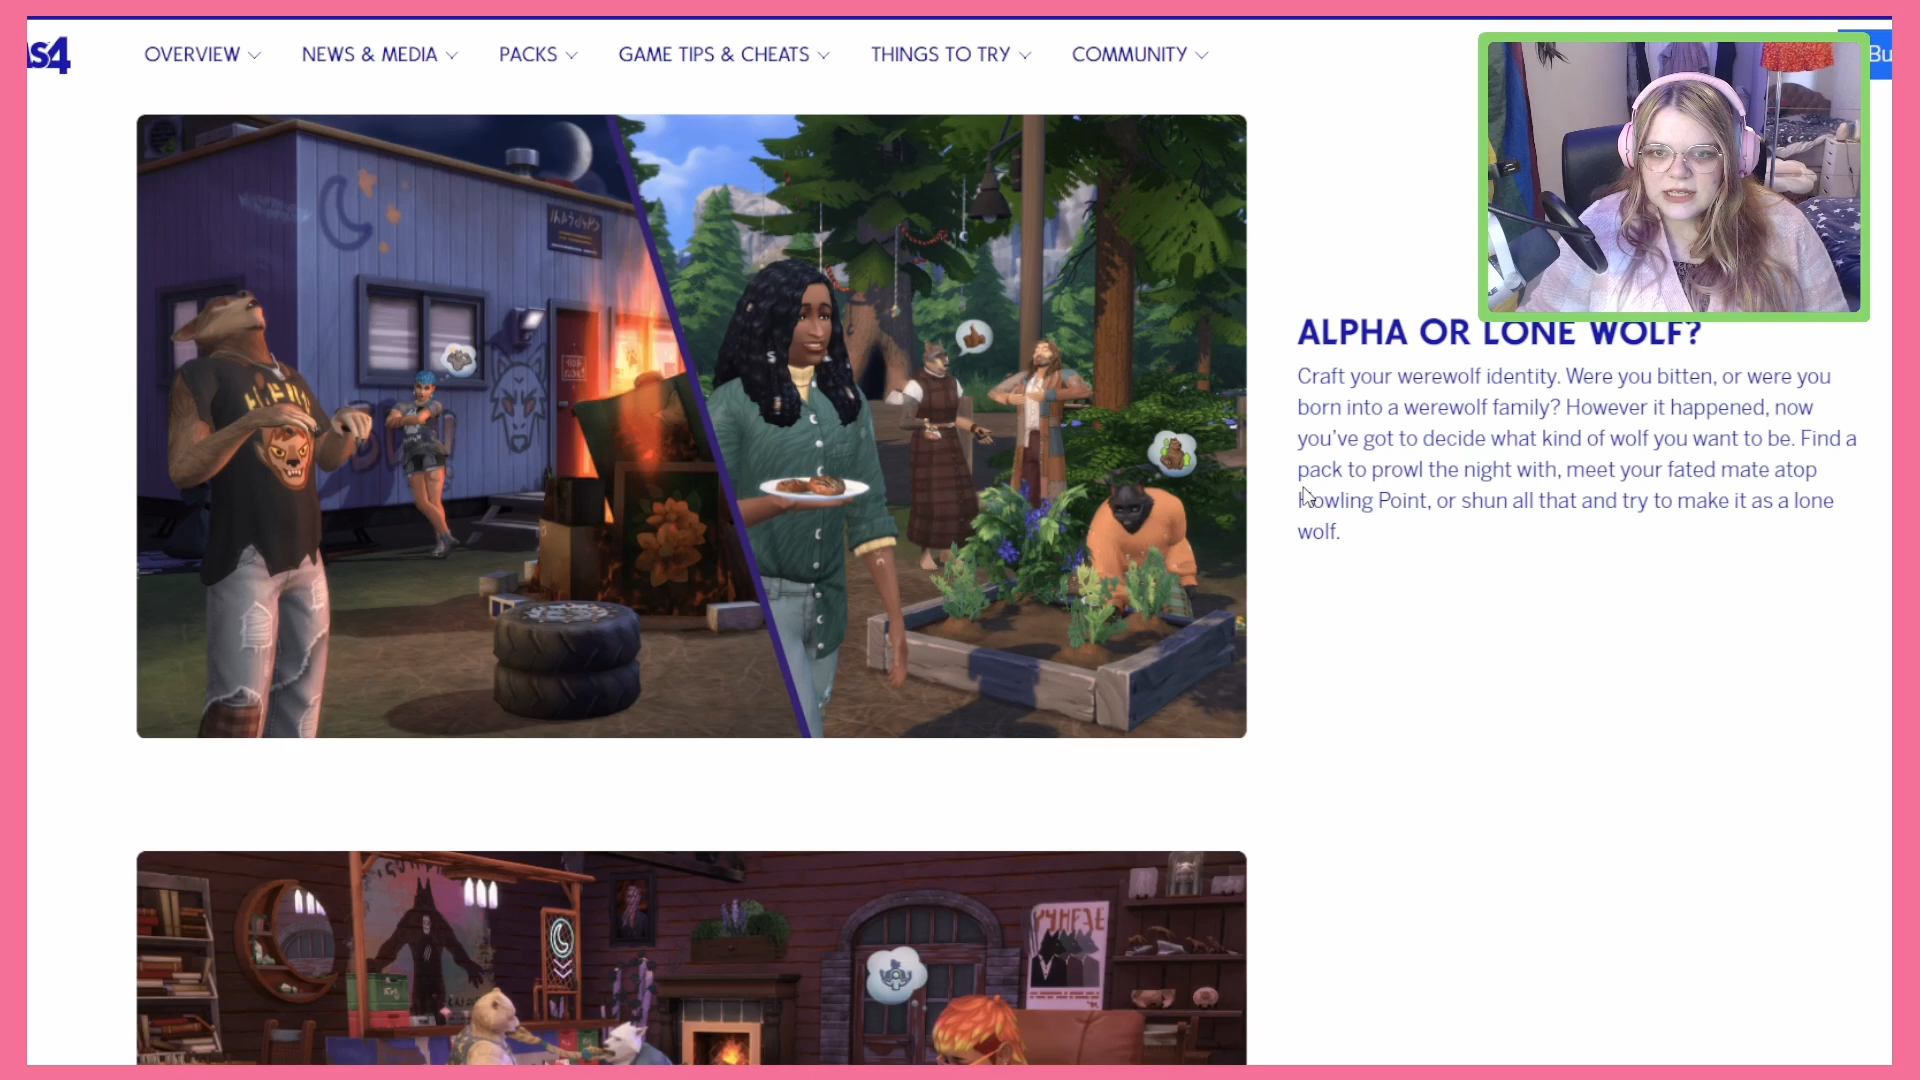 s4
OVERVIEW
NEWS & MEDIA
PACKS
GAME TIPS & CHEATS
THINGS TO TRY
COMMUNITY
Bu
ALPHA OR LONE WOLF?
Craft your werewolf identity. Were you bitten, or were you
born into a werewolf family? However it happened, now
you've got to decide what kind of wolf you want to be. Find a
pack to prowl the night with, meet your fated mate atop
Howling Point, or shun all that and try to make it as a lone
wolf.